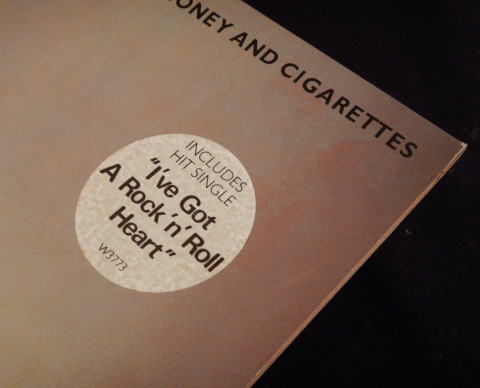 ONEY AND CIGARETTES
INCLUDES
HIT SINGLE
"I've Got
A Rock 'n' Roll
Heart"
W3773